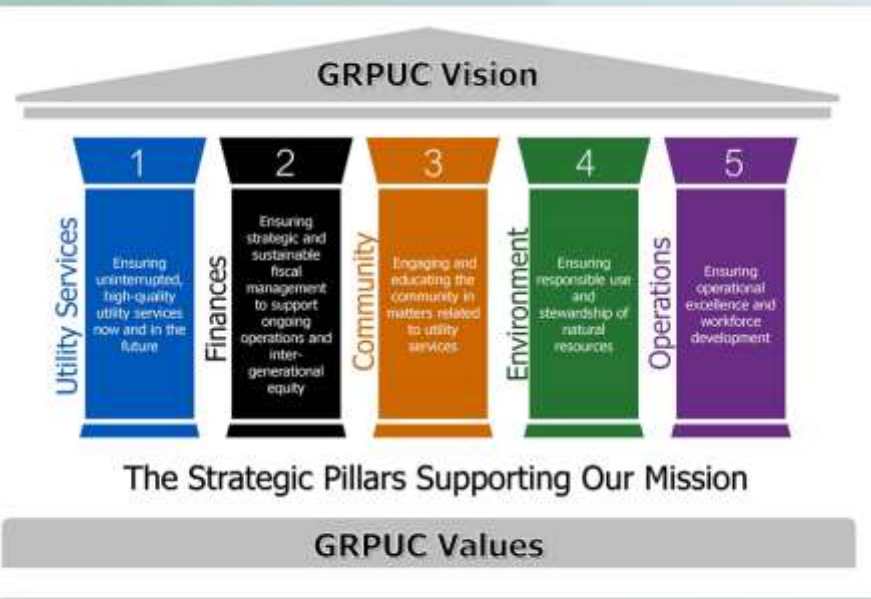 GRPUC Vision
1
Utility Services
Ensuring
uninterrupted,
high-quality
utility services
now and in the
future
2
Finances
Ensuring
strategic and
sustainable
fiscal
management
to support
ongoing
operations and
inter-
generational
equity
3
Community
Engaging and
educating the
community in
matters related
to utility
services
4
Environment
Ensuring
responsible use
and
stewardship of
natural
resources
5
Operations
Ensuring
operational
excellence and
workforce
development
The Strategic Pillars Supporting Our Mission
GRPUC Values